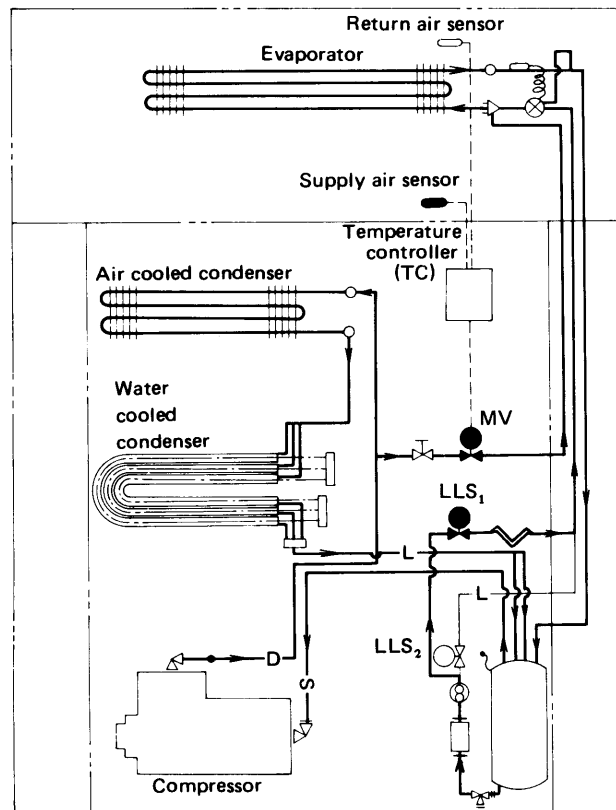 Return air sensor
Evaporator
Supply air sensor
Temperature
controller
(TC)
Air cooled condenser
Water
cooled
condenser
MV
LLS1
L
L
LLS2
D
S
Compressor